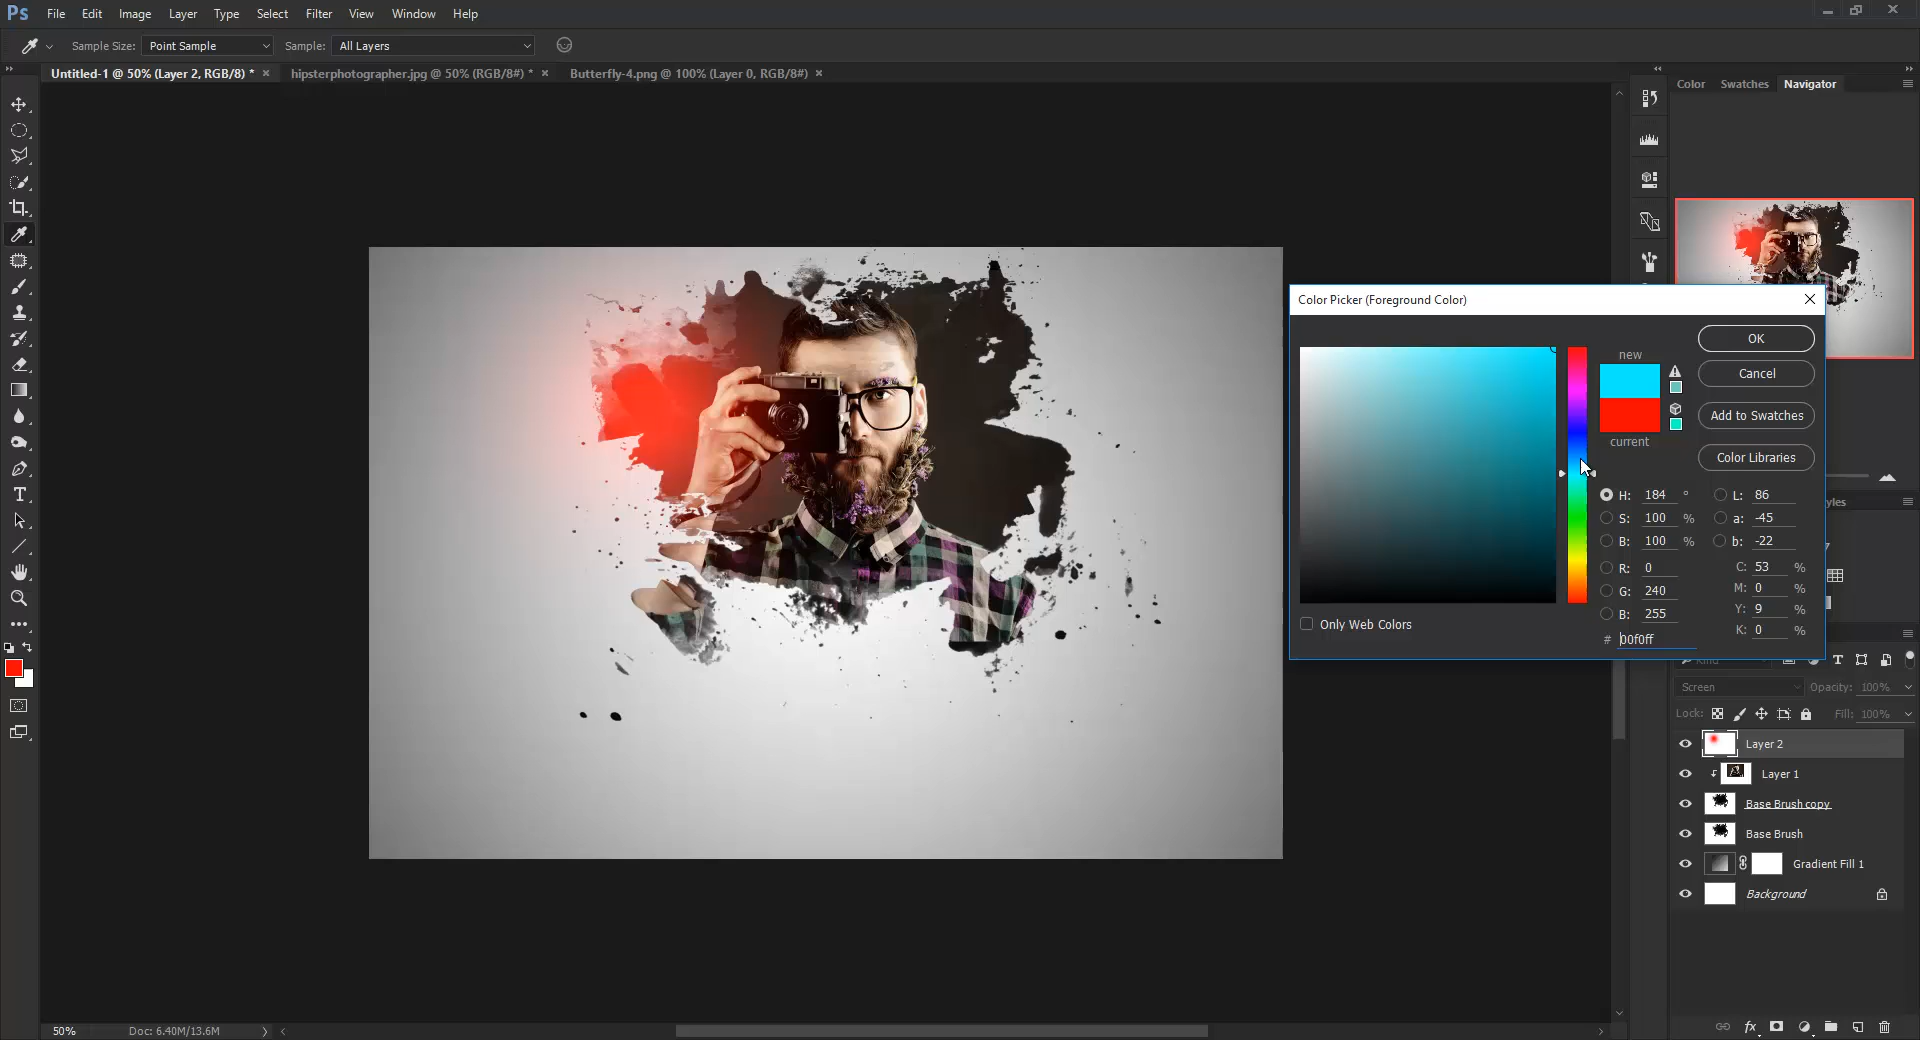 Ps File Edit Image Layer Type Select Filter View Window Help
Sample Size: Point Sample Sample: All Layers
Untitled-1 @ 50% (Layer 2, RGB/8) * × hipsterphotographer.jpg @ 50% (RGB/8#) * × Butterfly-4.png @ 100% (Layer 0, RGB/8#) ×
Color Swatches Navigator
Color Picker (Foreground Color)
new
OK
Cancel
Add to Swatches
current
Color Libraries
H: 184 ° L: 86
S: 100 % a: -45
B: 100 % b: -22
R: 0 C: 53 %
G: 240 M: 0 %
B: 255 Y: 9 %
K: 0 %
Only Web Colors
# 00f0ff
Screen Opacity: 100%
Lock: Fill: 100%
Layer 2
Layer 1
Base Brush copy
Base Brush
Gradient Fill 1
Background
fx
50% Doc: 6.40M/13.6M